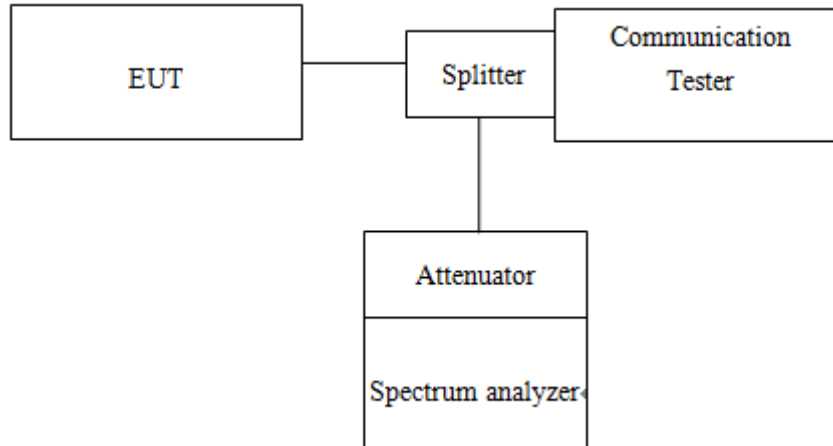 EUT
Splitter
Communication
Tester
Attenuator
Spectrum analyzer